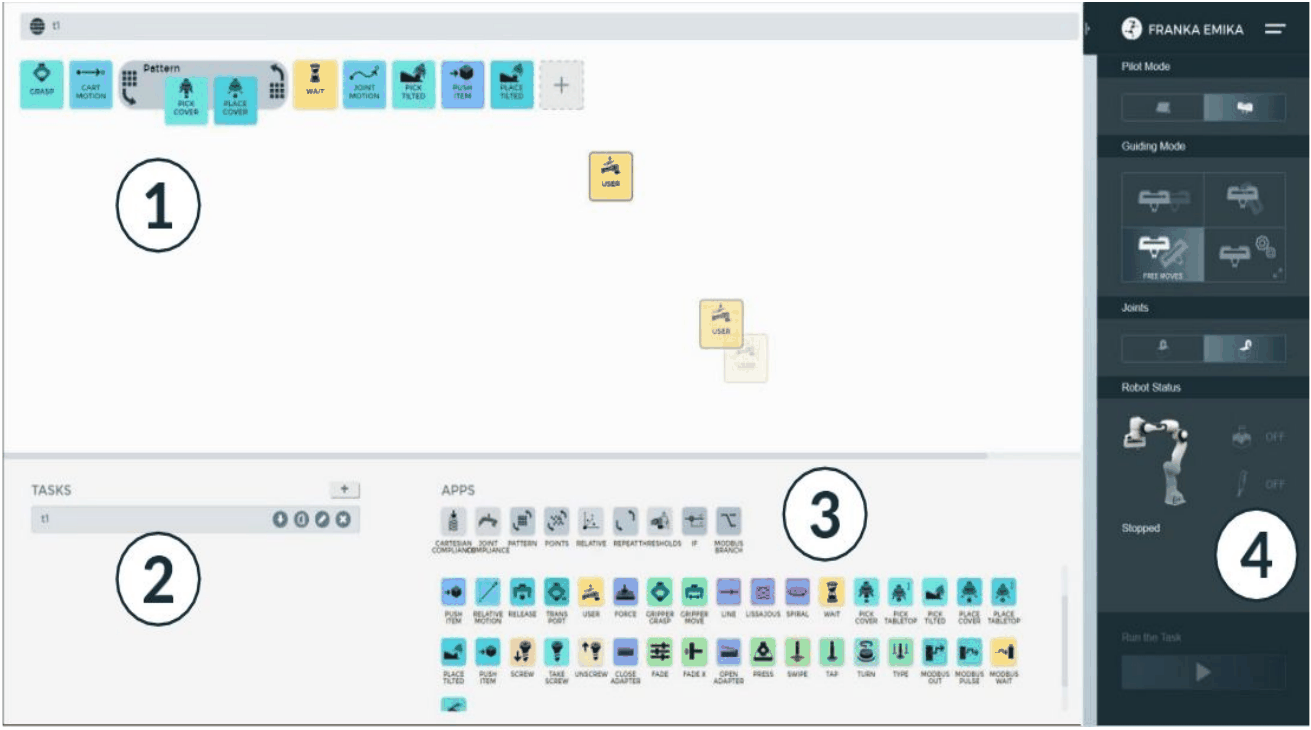 t1
FRANKA EMIKA
Pattern
GRASP
CART MOTION
PICK COVER
PLACE COVER
WAIT
JOINT MOTION
PICK TILTED
PUSH ITEM
PLACE TILTED
+
USER
1
USER
USER
Pilot Mode
Guiding Mode
FREE MOVES
Joints
Robot Status
OFF
OFF
Stopped
4
Run the Task
TASKS
+
t1
2
APPS
3
CARTESIAN COMPLIANCE
JOINT COMPLIANCE
PATTERN
POINTS
RELATIVE
REPEAT
THRESHOLDS
IF
MODBUS BRANCH
PUSH ITEM
RELATIVE MOTION
RELEASE
TRANS PORT
USER
FORCE
GRIPPER GRASP
GRIPPER MOVE
LINE
LISSAJOUS
SPIRAL
WAIT
PICK COVER
PICK TABLETOP
PICK TILTED
PLACE COVER
PLACE TABLETOP
PLACE TILTED
PUSH ITEM
SCREW
TAKE SCREW
UNSCREW
CLOSE ADAPTER
FADE
FADE X
OPEN ADAPTER
PRESS
SWIPE
TAP
TURN
TYPE
MODBUS OUT
MODBUS PULSE
MODBUS WAIT